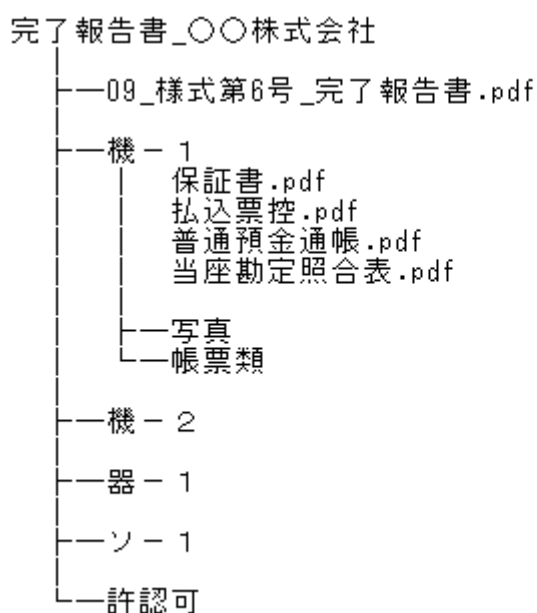 完了報告書_○○株式会社
├─09_様式第6号_完了報告書.pdf
├─機－1
保証書.pdf
払込票控.pdf
普通預金通帳.pdf
当座勘定照合表.pdf
├─写真
└─帳票類
├─機－2
├─器－1
├─ソ－1
└─許認可